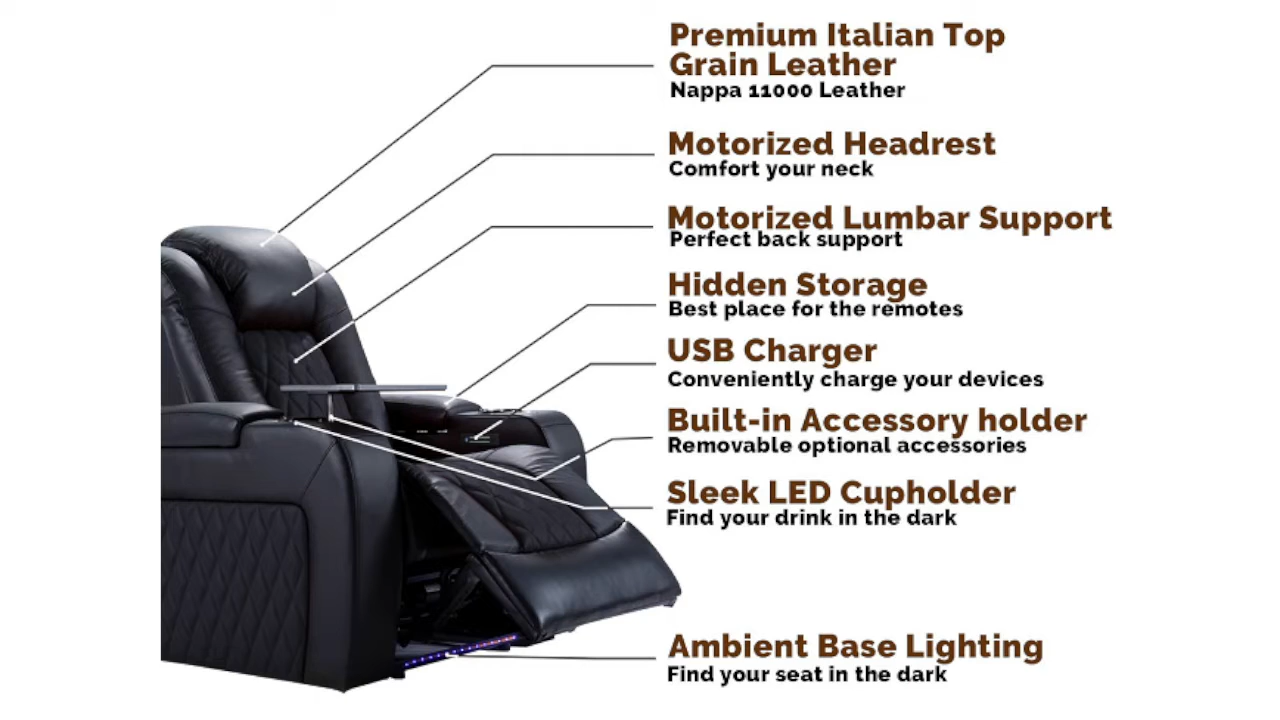 Premium Italian Top
Grain Leather
Nappa 11000 Leather
Motorized Headrest
Comfort your neck
Motorized Lumbar Support
Perfect back support
Hidden Storage
Best place for the remotes
USB Charger
Conveniently charge your devices
Built-in Accessory holder
Removable optional accessories
Sleek LED Cupholder
Find your drink in the dark
Ambient Base Lighting
Find your seat in the dark